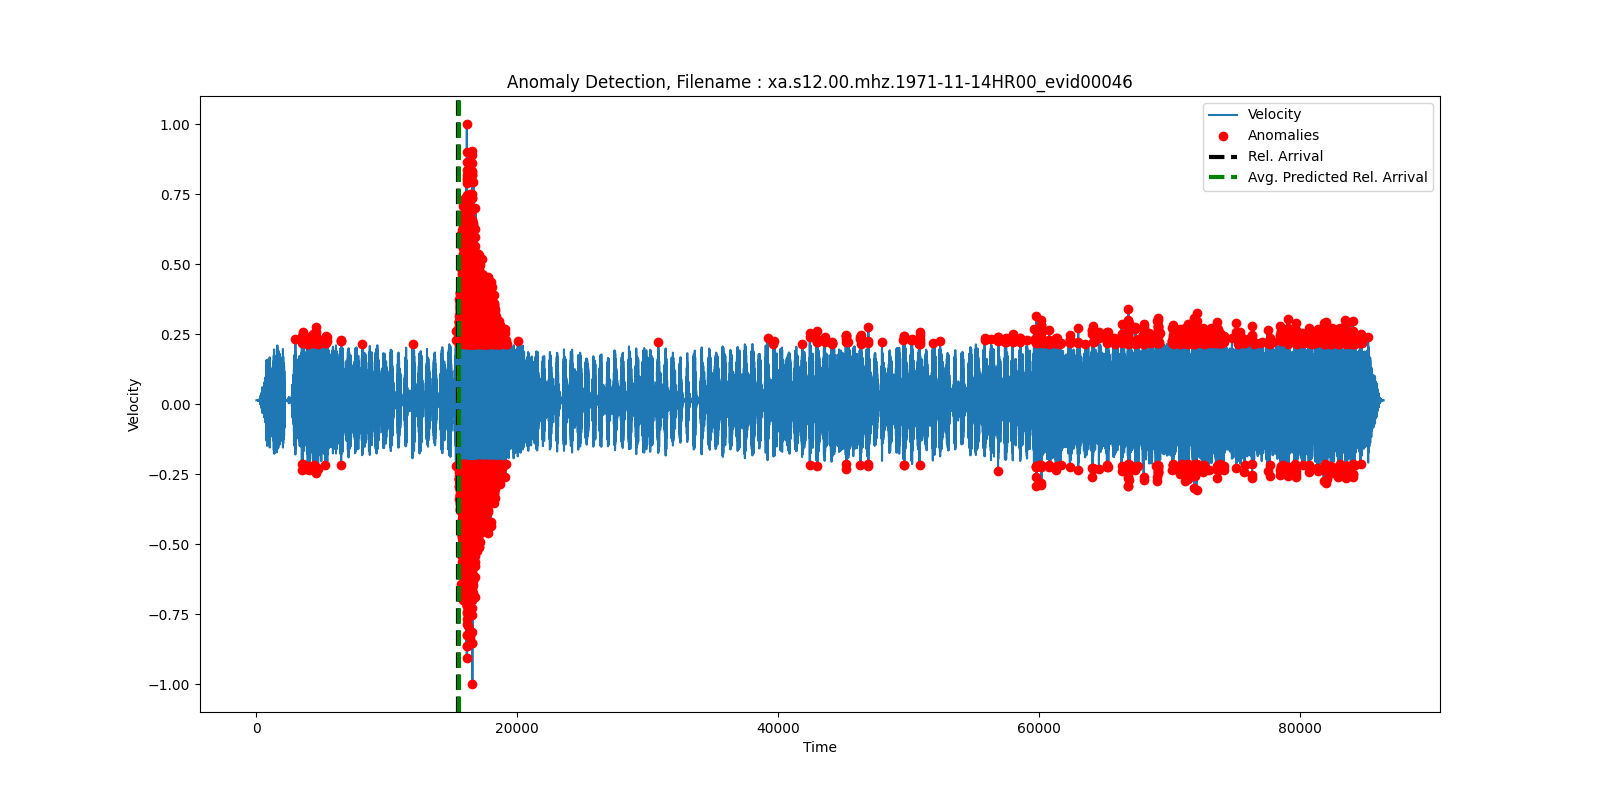 Anomaly Detection, Filename : xa.s12.00.mhz.1971-11-14HR00_evid00046
Velocity
Anomalies
Rel. Arrival
Avg. Predicted Rel. Arrival
1.00
0.75
0.50
0.25
0.00
−0.25
−0.50
−0.75
−1.00
Velocity
0 20000 40000 60000 80000
Time